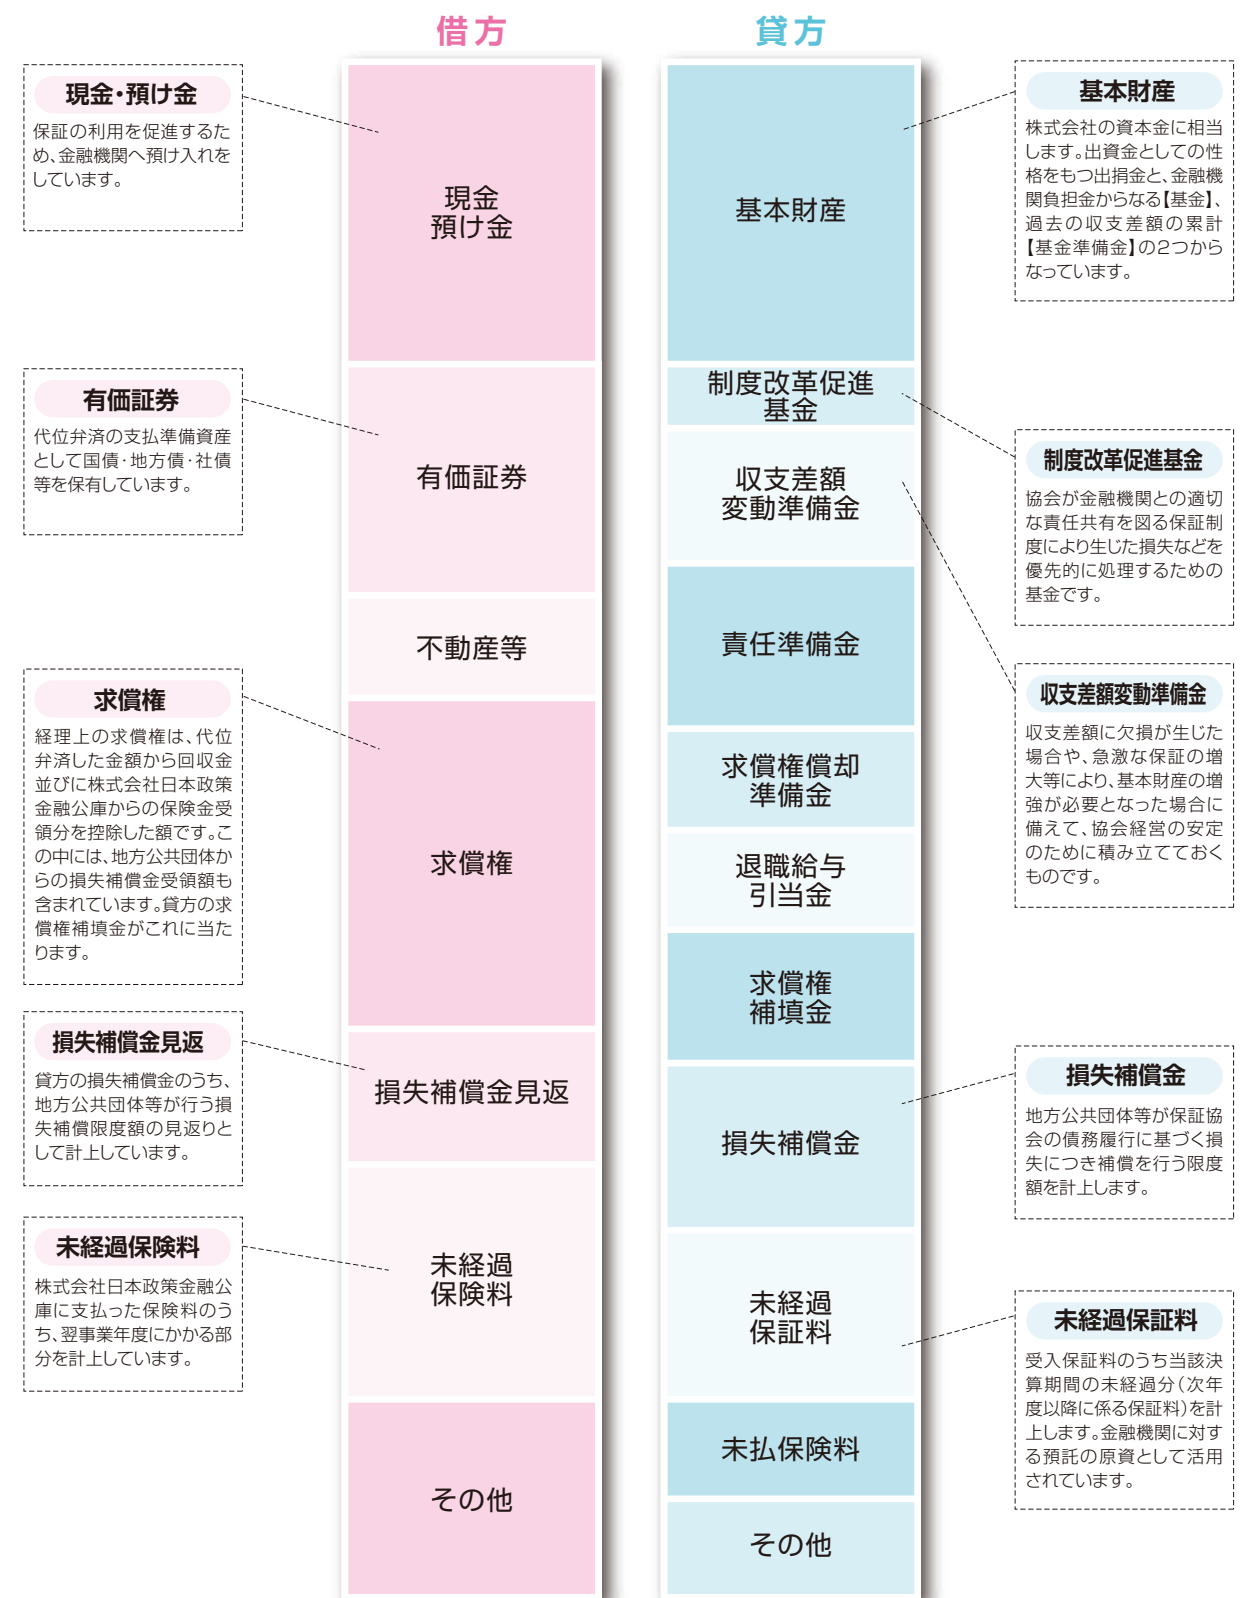 借方
現金・預け金
保証の利用を促進するた
め、金融機関へ預け入れを
しています。
有価証券
代位弁済の支払準備資産
として国債・地方債・社債
等を保有しています。
求償権
経理上の求償権は、代位
弁済した金額から回収金
並びに株式会社日本政策
金融公庫からの保険金受
領分を控除した額です。こ
の中には、地方公共団体か
らの損失補償金受領額も
含まれています。貸方の求
償権補填金がこれに当た
ります。
損失補償金見返
貸方の損失補償金のうち、
地方公共団体等が行う損
失補償限度額の見返りと
して計上しています。
未経過保険料
株式会社日本政策金融公
庫に支払った保険料のう
ち、翌事業年度にかかる部
分を計上しています。
現金
預け金
有価証券
不動産等
求償権
損失補償金見返
未経過
保険料
その他
貸方
基本財産
制度改革促進
基金
収支差額
変動準備金
責任準備金
求償権償却
準備金
退職給与
引当金
求償権
補填金
損失補償金
未経過
保証料
未払保険料
その他
基本財産
株式会社の資本金に相当
します。出資金としての性
格をもつ出捐金と、金融機
関負担金からなる【基金】、
過去の収支差額の累計
【基金準備金】の2つから
なっています。
制度改革促進基金
協会が金融機関との適切
な責任共有を図る保証制
度により生じた損失などを
優先的に処理するための
基金です。
収支差額変動準備金
収支差額に欠損が生じた
場合や、急激な保証の増
大等により、基本財産の増
強が必要となった場合に
備えて、協会経営の安定
のために積み立てておく
ものです。
損失補償金
地方公共団体等が保証協
会の債務履行に基づく損
失につき補償を行う限度
額を計上します。
未経過保証料
受入保証料のうち当該決
算期間の未経過分（次年
度以降に係る保証料）を計
上します。金融機関に対す
る預託の原資として活用
されています。